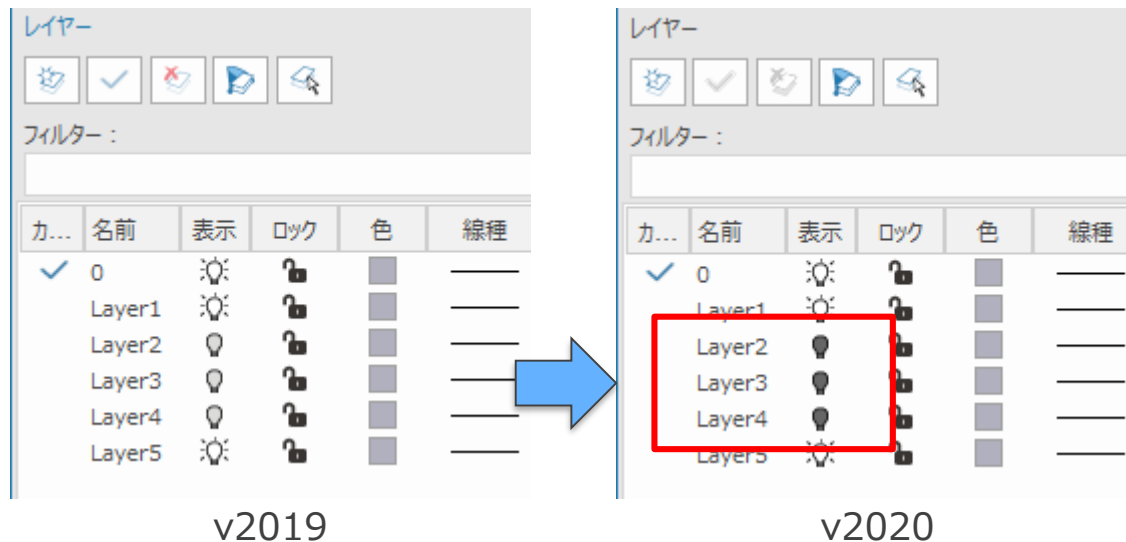 レイヤー
フィルター：
カ... 名前 表示 ロック 色 線種
0
Layer1
Layer2
Layer3
Layer4
Layer5
v2019
レイヤー
フィルター：
カ... 名前 表示 ロック 色 線種
0
Layer1
Layer2
Layer3
Layer4
Layer5
v2020